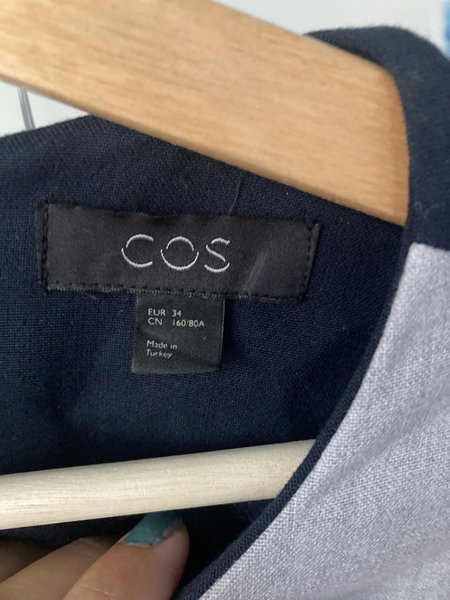 COS
EUR 34
CN 160/80A
Made in
Turkey